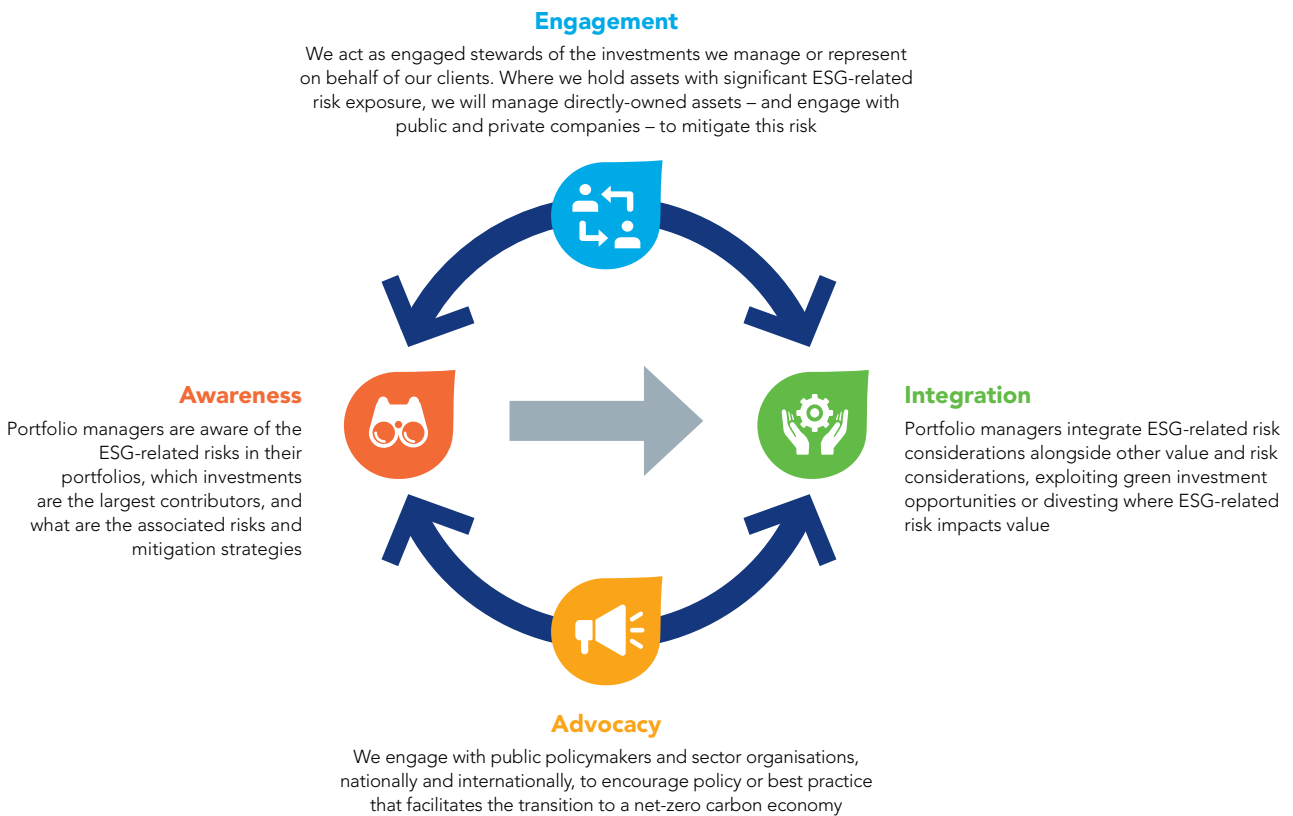 Engagement
We act as engaged stewards of the investments we manage or represent
on behalf of our clients. Where we hold assets with significant ESG-related
risk exposure, we will manage directly-owned assets – and engage with
public and private companies – to mitigate this risk
Awareness
Portfolio managers are aware of the
ESG-related risks in their
portfolios, which investments
are the largest contributors, and
what are the associated risks and
mitigation strategies
Integration
Portfolio managers integrate ESG-related risk
considerations alongside other value and risk
considerations, exploiting green investment
opportunities or divesting where ESG-related
risk impacts value
Advocacy
We engage with public policymakers and sector organisations,
nationally and internationally, to encourage policy or best practice
that facilitates the transition to a net-zero carbon economy